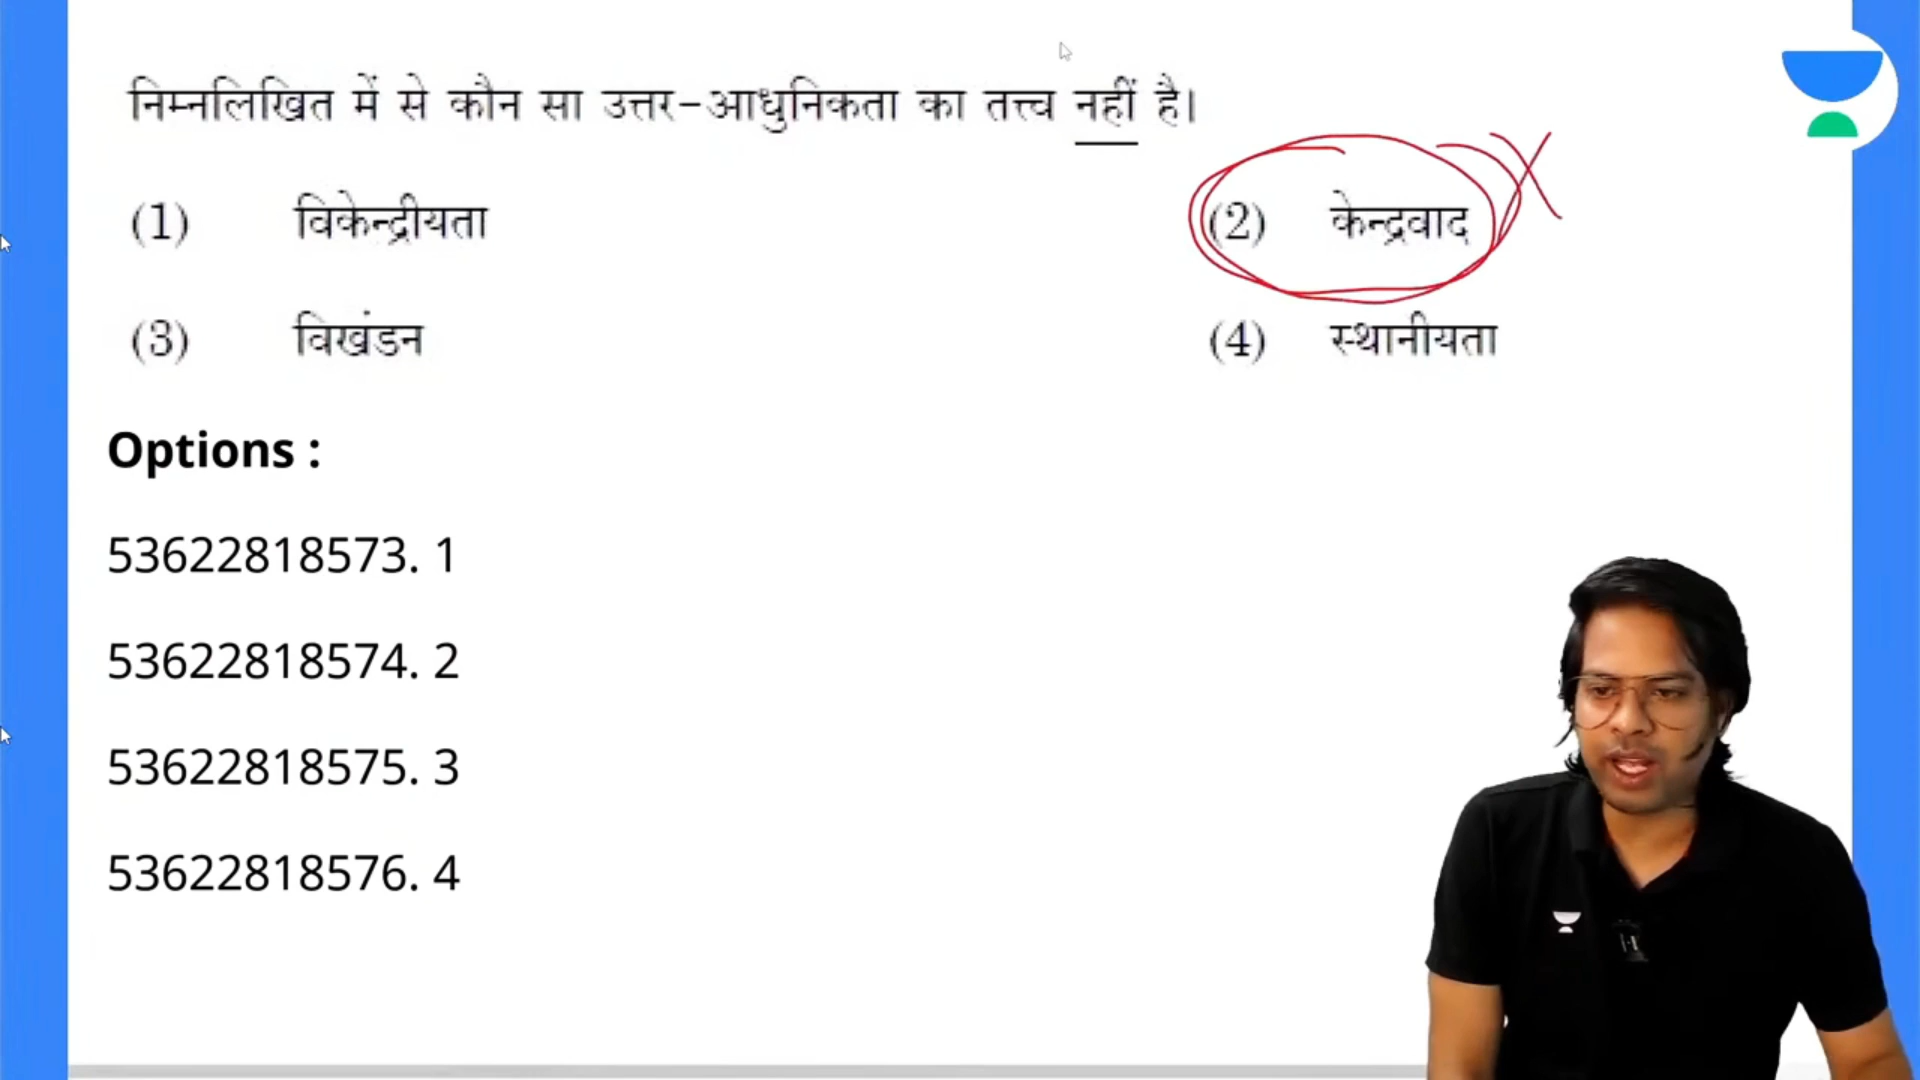 निम्नलिखित में से कौन सा उत्तर-आधुनिकता का तत्त्व नहीं है।
(1) विकेन्द्रीयता (2) केन्द्रवाद
(3) विखंडन (4) स्थानीयता
Options :
53622818573. 1
53622818574. 2
53622818575. 3
53622818576. 4